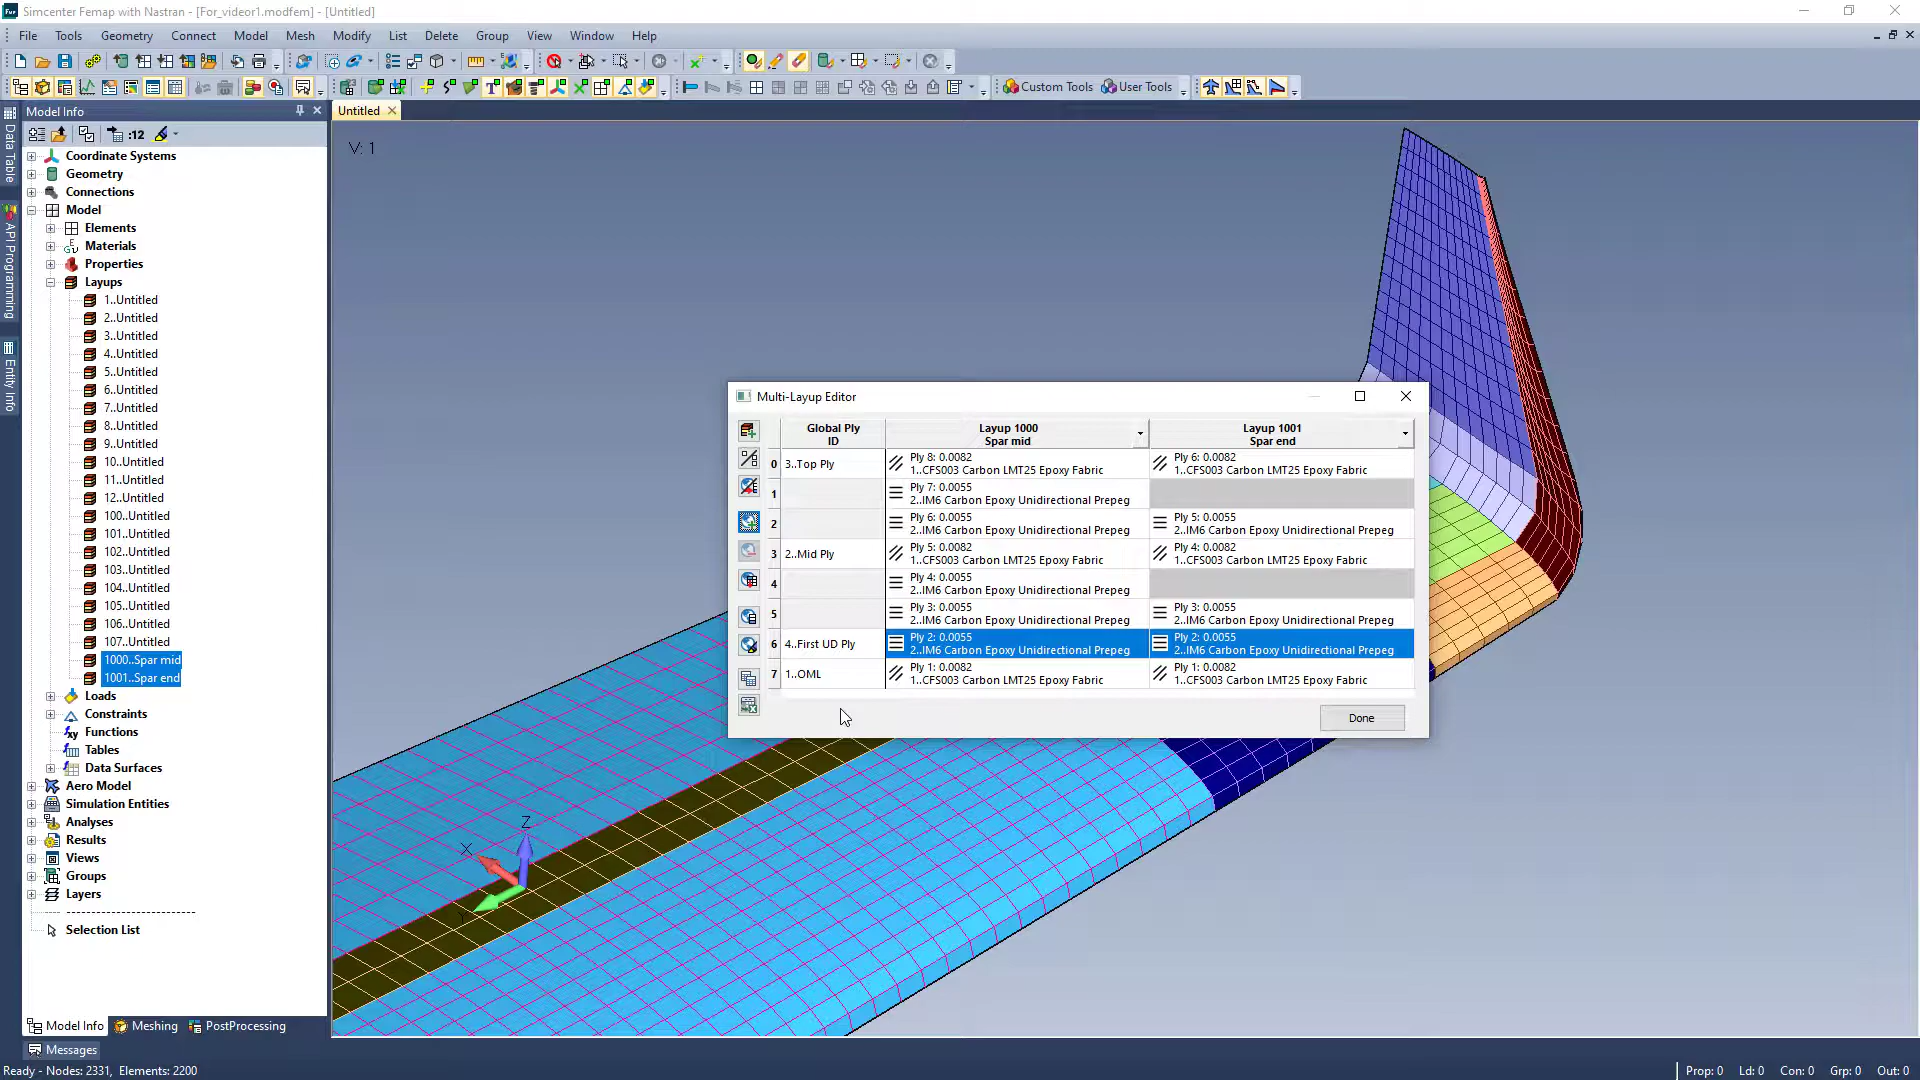 Simcenter Femap with Nastran - [For_videor1.modfem] - [Untitled]
File Tools Geometry Connect Model Mesh Modify List Delete Group View Window Help
Custom Tools User Tools
Model Info
Untitled
:12
V: 1
Data Table
API Programming
Entity Info
Coordinate Systems
Geometry
Connections
Model
Elements
Materials
Properties
Layups
1..Untitled
2..Untitled
3..Untitled
4..Untitled
5..Untitled
6..Untitled
7..Untitled
8..Untitled
9..Untitled
10..Untitled
11..Untitled
12..Untitled
100..Untitled
101..Untitled
102..Untitled
103..Untitled
104..Untitled
105..Untitled
106..Untitled
107..Untitled
1000..Spar mid
1001..Spar end
Loads
Constraints
Functions
Tables
Data Surfaces
Aero Model
Simulation Entities
Analyses
Results
Views
Groups
Layers
Selection List
Multi-Layup Editor
Global Ply ID
Layup 1000 Spar mid
Layup 1001 Spar end
0 3..Top Ply
Ply 8: 0.0082
1..CFS003 Carbon LMT25 Epoxy Fabric
Ply 6: 0.0082
1..CFS003 Carbon LMT25 Epoxy Fabric
1
Ply 7: 0.0055
2..IM6 Carbon Epoxy Unidirectional Prepeg
2
Ply 6: 0.0055
2..IM6 Carbon Epoxy Unidirectional Prepeg
Ply 5: 0.0055
2..IM6 Carbon Epoxy Unidirectional Prepeg
3 2..Mid Ply
Ply 5: 0.0082
1..CFS003 Carbon LMT25 Epoxy Fabric
Ply 4: 0.0082
1..CFS003 Carbon LMT25 Epoxy Fabric
4
Ply 4: 0.0055
2..IM6 Carbon Epoxy Unidirectional Prepeg
5
Ply 3: 0.0055
2..IM6 Carbon Epoxy Unidirectional Prepeg
Ply 3: 0.0055
2..IM6 Carbon Epoxy Unidirectional Prepeg
6 4..First UD Ply
Ply 2: 0.0055
2..IM6 Carbon Epoxy Unidirectional Prepeg
Ply 2: 0.0055
2..IM6 Carbon Epoxy Unidirectional Prepeg
7 1..OML
Ply 1: 0.0082
1..CFS003 Carbon LMT25 Epoxy Fabric
Ply 1: 0.0082
1..CFS003 Carbon LMT25 Epoxy Fabric
Done
Z
X
Y
Model Info Meshing PostProcessing
Messages
Ready - Nodes: 2331, Elements: 2200
Prop: 0 Ld: 0 Con: 0 Grp: 0 Out: 0